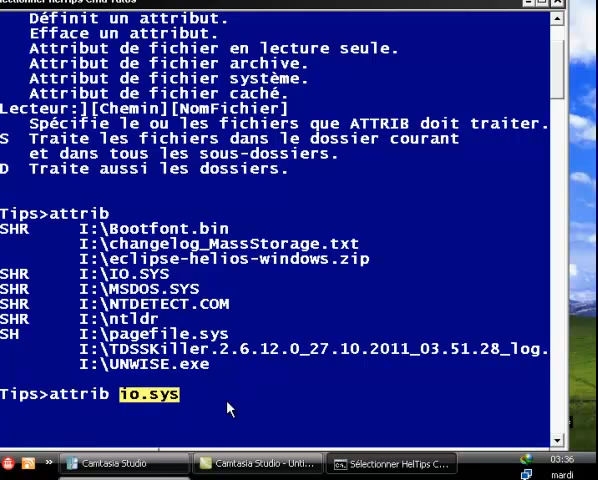 électionner HelTips Cmd Tutos
Définit un attribut.
Efface un attribut.
Attribut de fichier en lecture seule.
Attribut de fichier archive.
Attribut de fichier système.
Attribut de fichier caché.
Lecteur:][Chemin][NomFichier]
Spécifie le ou les fichiers que ATTRIB doit traiter.
S Traite les fichiers dans le dossier courant
et dans tous les sous-dossiers.
D Traite aussi les dossiers.
Tips>attrib
SHR I:\Bootfont.bin
I:\changelog_MassStorage.txt
I:\eclipse-helios-windows.zip
SHR I:\IO.SYS
SHR I:\MSDOS.SYS
SHR I:\NTDETECT.COM
SHR I:\ntldr
SH I:\pagefile.sys
I:\TDSSKiller.2.6.12.0_27.10.2011_03.51.28_log.
I:\UNWISE.exe
Tips>attrib io.sys
» Camtasia Studio Camtasia Studio - Unti... Sélectionner HelTips C... 03:36
mardi